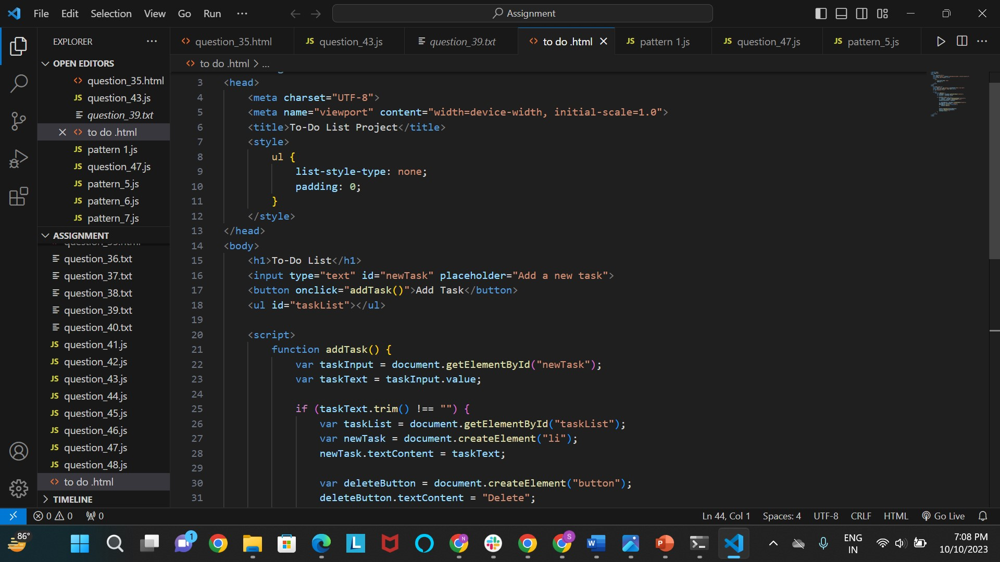 File Edit Selection View Go Run ···
Assignment
EXPLORER ···
OPEN EDITORS
question_35.html
JS question_43.js
question_39.txt
to do .html
JS pattern 1.js
JS question_47.js
JS pattern_5.js
JS pattern_6.js
JS pattern_7.js
ASSIGNMENT
question_36.txt
question_37.txt
question_38.txt
question_39.txt
question_40.txt
JS question_41.js
JS question_42.js
JS question_43.js
JS question_44.js
JS question_45.js
JS question_46.js
JS question_47.js
JS question_48.js
to do .html
TIMELINE
question_35.html JS question_43.js question_39.txt to do .html JS pattern 1.js JS question_47.js JS pattern_5.js ···
to do .html > ...
3 <head>
4 <meta charset="UTF-8">
5 <meta name="viewport" content="width=device-width, initial-scale=1.0">
6 <title>To-Do List Project</title>
7 <style>
8 ul {
9 list-style-type: none;
10 padding: 0;
11 }
12 </style>
13 </head>
14 <body>
15 <h1>To-Do List</h1>
16 <input type="text" id="newTask" placeholder="Add a new task">
17 <button onclick="addTask()">Add Task</button>
18 <ul id="taskList"></ul>
19
20 <script>
21 function addTask() {
22 var taskInput = document.getElementById("newTask");
23 var taskText = taskInput.value;
24
25 if (taskText.trim() !== "") {
26 var taskList = document.getElementById("taskList");
27 var newTask = document.createElement("li");
28 newTask.textContent = taskText;
29
30 var deleteButton = document.createElement("button");
31 deleteButton.textContent = "Delete";
0 0 0 Ln 44, Col 1 Spaces: 4 UTF-8 CRLF HTML Go Live
86° 1 L N S W P ENG
IN
7:08 PM
10/10/2023